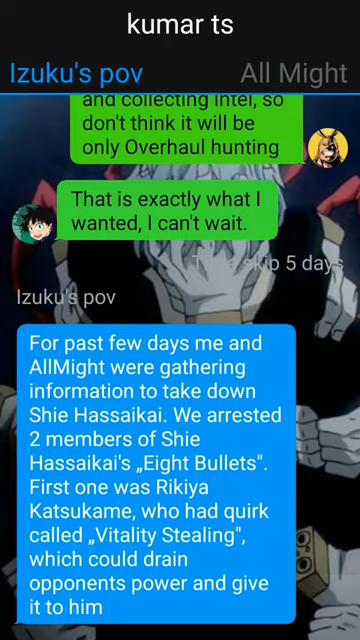 kumar ts
Izuku's pov
All Might
and collecting intel, so
don't think it will be
only Overhaul hunting
That is exactly what I
wanted, I can't wait.
skip 5 days
Izuku's pov
For past few days me and
AllMight were gathering
information to take down
Shie Hassaikai. We arrested
2 members of Shie
Hassaikai's „Eight Bullets".
First one was Rikiya
Katsukame, who had quirk
called „Vitality Stealing",
which could drain
opponents power and give
it to him